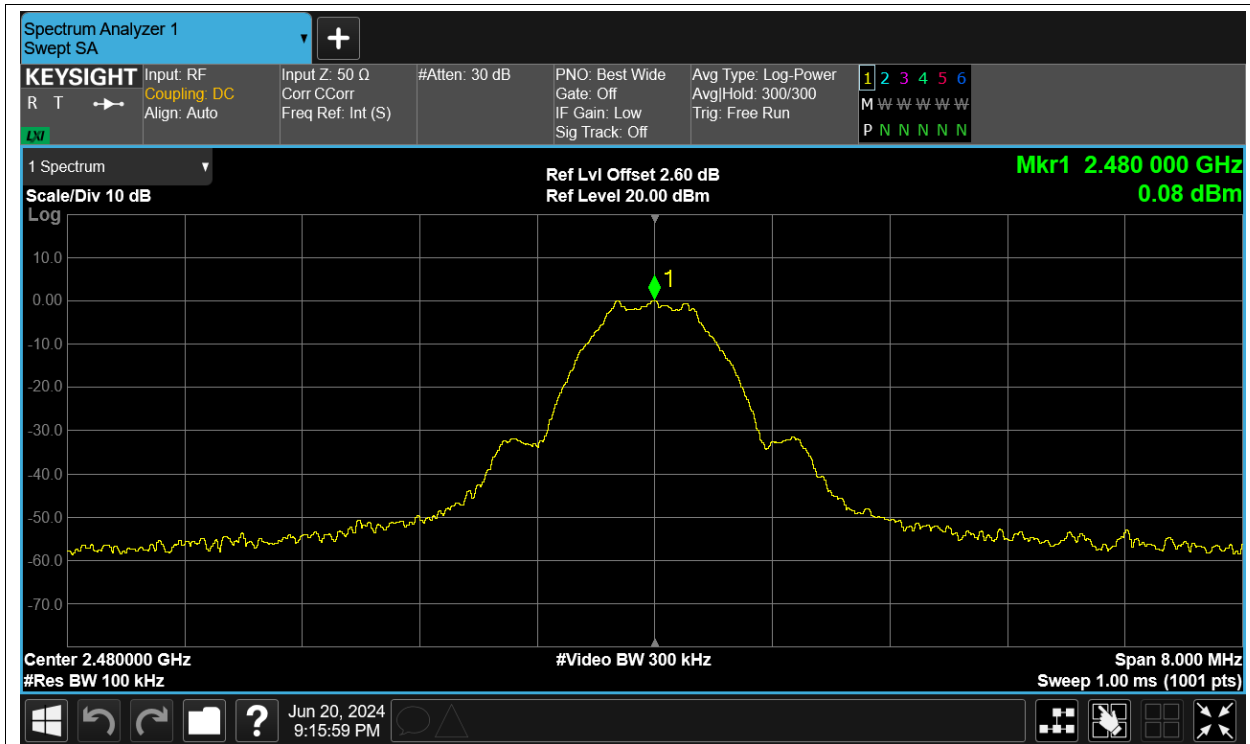 Spectrum Analyzer 1
Swept SA
+
KEYSIGHT
R T
LXI
Input: RF
Coupling: DC
Align: Auto
Input Z: 50 Ω
Corr CCorr
Freq Ref: Int (S)
#Atten: 30 dB
PNO: Best Wide
Gate: Off
IF Gain: Low
Sig Track: Off
Avg Type: Log-Power
Avg|Hold: 300/300
Trig: Free Run
1 2 3 4 5 6
M W W W W W
P N N N N N
1 Spectrum
Scale/Div 10 dB
Log
Ref Lvl Offset 2.60 dB
Ref Level 20.00 dBm
Mkr1 2.480 000 GHz
0.08 dBm
10.0
0.00
-10.0
-20.0
-30.0
-40.0
-50.0
-60.0
-70.0
1
Center 2.480000 GHz
#Res BW 100 kHz
#Video BW 300 kHz
Span 8.000 MHz
Sweep 1.00 ms (1001 pts)
?
Jun 20, 2024
9:15:59 PM